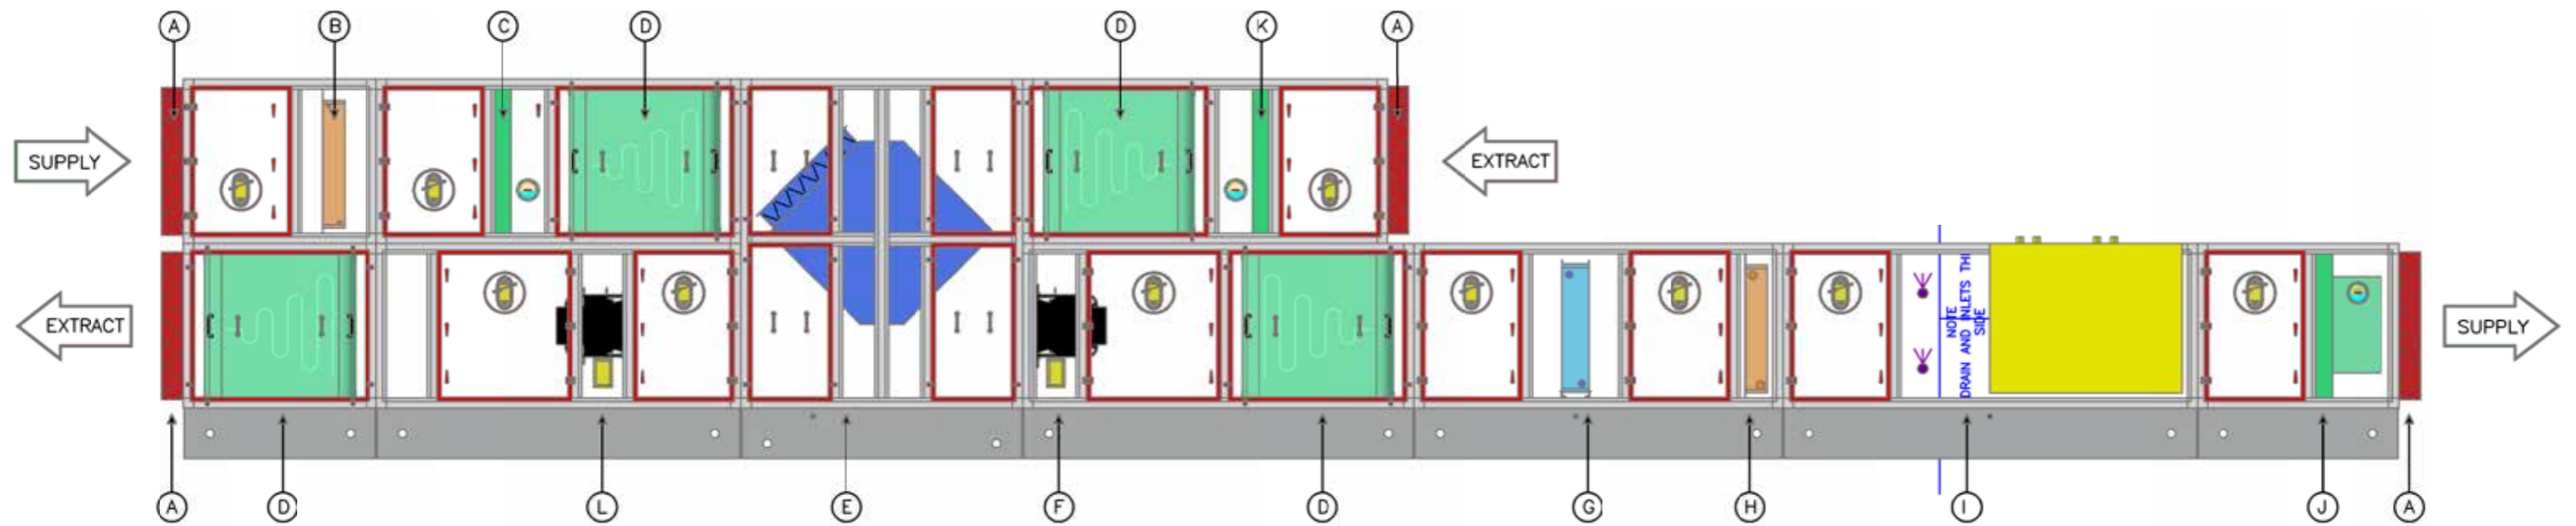 A B C D D K A
SUPPLY
EXTRACT
EXTRACT
NOTE
DRAIN AND INLETS THI
SIDE
SUPPLY
A D L E F D G H I J A